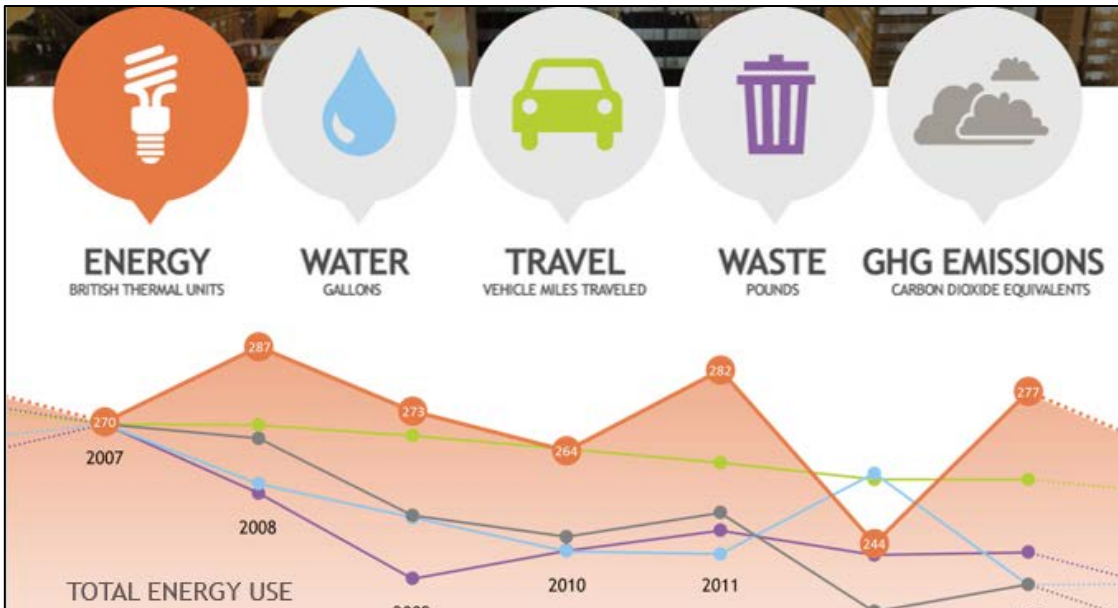 ENERGY
BRITISH THERMAL UNITS
WATER
GALLONS
TRAVEL
VEHICLE MILES TRAVELED
WASTE
POUNDS
GHG EMISSIONS
CARBON DIOXIDE EQUIVALENTS
287
282
277
273
270
264
2007
2008
244
2010
2011
TOTAL ENERGY USE